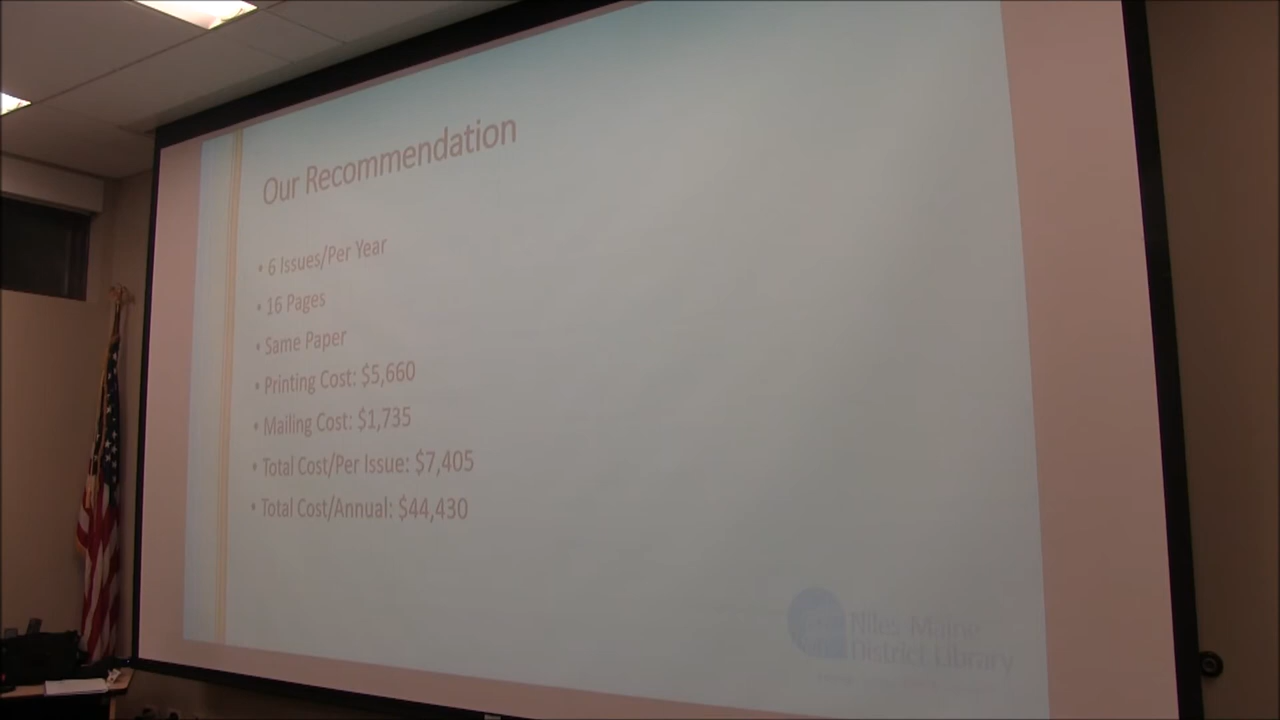 Our Recommendation
• 6 Issues/Per Year
• 16 Pages
• Same Paper
• Printing Cost: $5,660
• Mailing Cost: $1,735
• Total Cost/Per Issue: $7,405
• Total Cost/Annual: $44,430
Niles-Maine
District Library